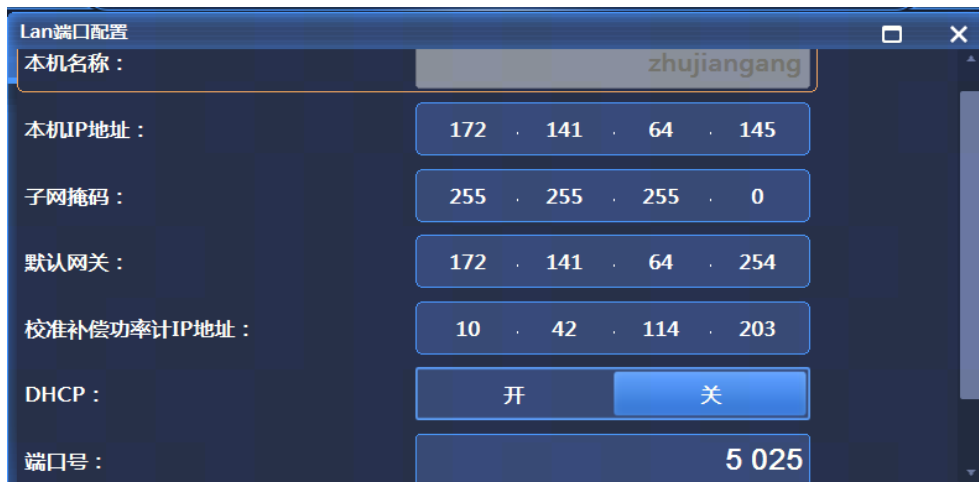 Lan端口配置
本机名称： zhujiangang
本机IP地址： 172 . 141 . 64 . 145
子网掩码： 255 . 255 . 255 . 0
默认网关： 172 . 141 . 64 . 254
校准补偿功率计IP地址： 10 . 42 . 114 . 203
DHCP： 开 关
端口号： 5 025